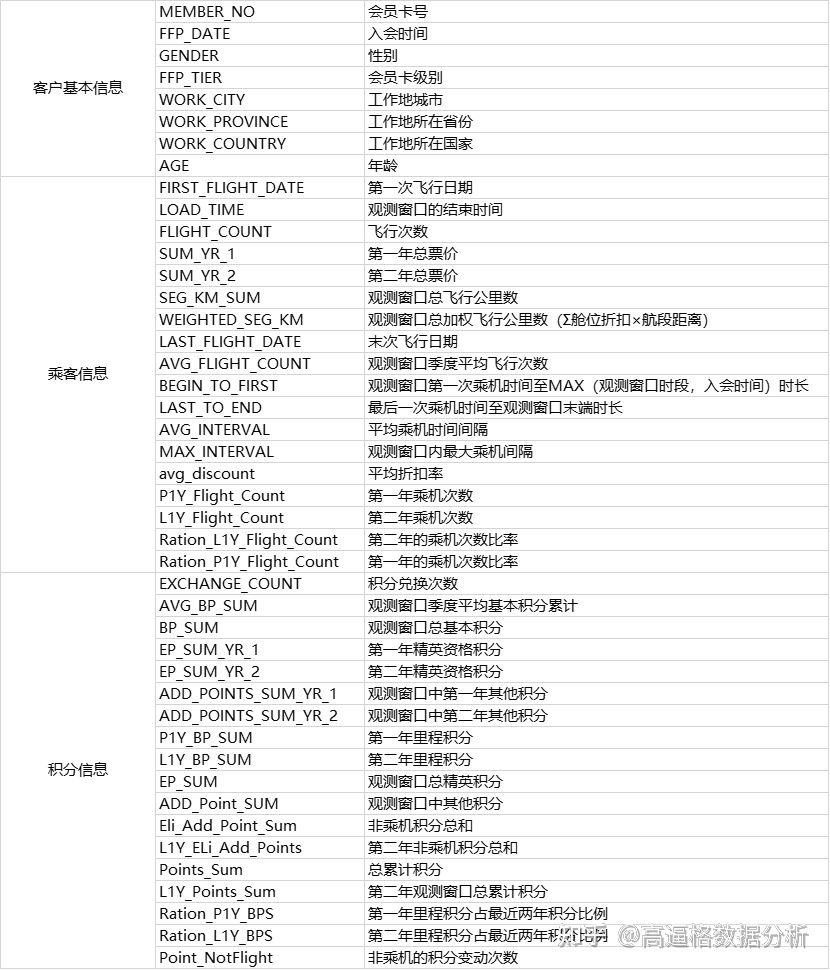 客户基本信息
MEMBER_NO 会员卡号
FFP_DATE 入会时间
GENDER 性别
FFP_TIER 会员卡级别
WORK_CITY 工作地城市
WORK_PROVINCE 工作地所在省份
WORK_COUNTRY 工作地所在国家
AGE 年龄
乘客信息
FIRST_FLIGHT_DATE 第一次飞行日期
LOAD_TIME 观测窗口的结束时间
FLIGHT_COUNT 飞行次数
SUM_YR_1 第一年总票价
SUM_YR_2 第二年总票价
SEG_KM_SUM 观测窗口总飞行公里数
WEIGHTED_SEG_KM 观测窗口总加权飞行公里数（Σ舱位折扣×航段距离）
LAST_FLIGHT_DATE 末次飞行日期
AVG_FLIGHT_COUNT 观测窗口季度平均飞行次数
BEGIN_TO_FIRST 观测窗口第一次乘机时间至MAX（观测窗口时段，入会时间）时长
LAST_TO_END 最后一次乘机时间至观测窗口末端时长
AVG_INTERVAL 平均乘机时间间隔
MAX_INTERVAL 观测窗口内最大乘机间隔
avg_discount 平均折扣率
P1Y_Flight_Count 第一年乘机次数
L1Y_Flight_Count 第二年乘机次数
Ration_L1Y_Flight_Count 第二年的乘机次数比率
Ration_P1Y_Flight_Count 第一年的乘机次数比率
积分信息
EXCHANGE_COUNT 积分兑换次数
AVG_BP_SUM 观测窗口季度平均基本积分累计
BP_SUM 观测窗口总基本积分
EP_SUM_YR_1 第一年精英资格积分
EP_SUM_YR_2 第二年精英资格积分
ADD_POINTS_SUM_YR_1 观测窗口中第一年其他积分
ADD_POINTS_SUM_YR_2 观测窗口中第二年其他积分
P1Y_BP_SUM 第一年里程积分
L1Y_BP_SUM 第二年里程积分
EP_SUM 观测窗口总精英积分
ADD_Point_SUM 观测窗口中其他积分
Eli_Add_Point_Sum 非乘机积分总和
L1Y_ELi_Add_Points 第二年非乘机积分总和
Points_Sum 总累计积分
L1Y_Points_Sum 第二年观测窗口总累计积分
Ration_P1Y_BPS 第一年里程积分占最近两年积分比例
Ration_L1Y_BPS 第二年里程积分占最近两年积分比例
Point_NotFlight 非乘机的积分变动次数
知乎 @高逼格数据分析